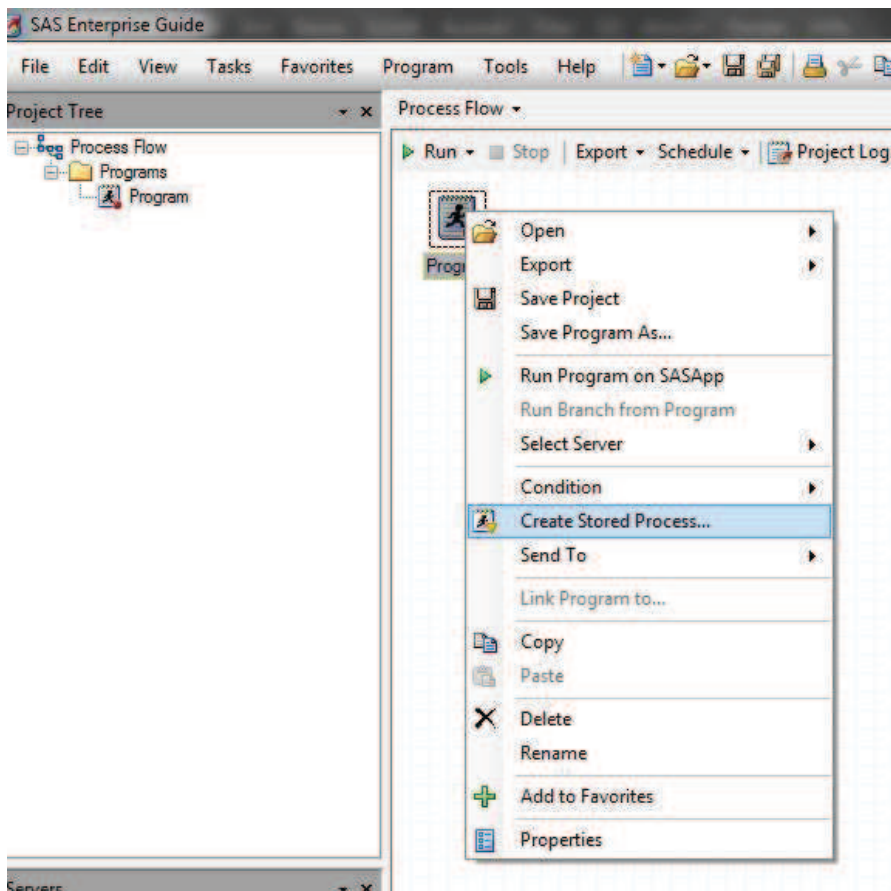 SAS Enterprise Guide
File Edit View Tasks Favorites Program Tools Help
Project Tree
Process Flow
Programs
Program
Process Flow
Run Stop Export Schedule Project Log
Open
Export
Save Project
Save Program As...
Run Program on SASApp
Run Branch from Program
Select Server
Condition
Create Stored Process...
Send To
Link Program to...
Copy
Paste
Delete
Rename
Add to Favorites
Properties
Servers